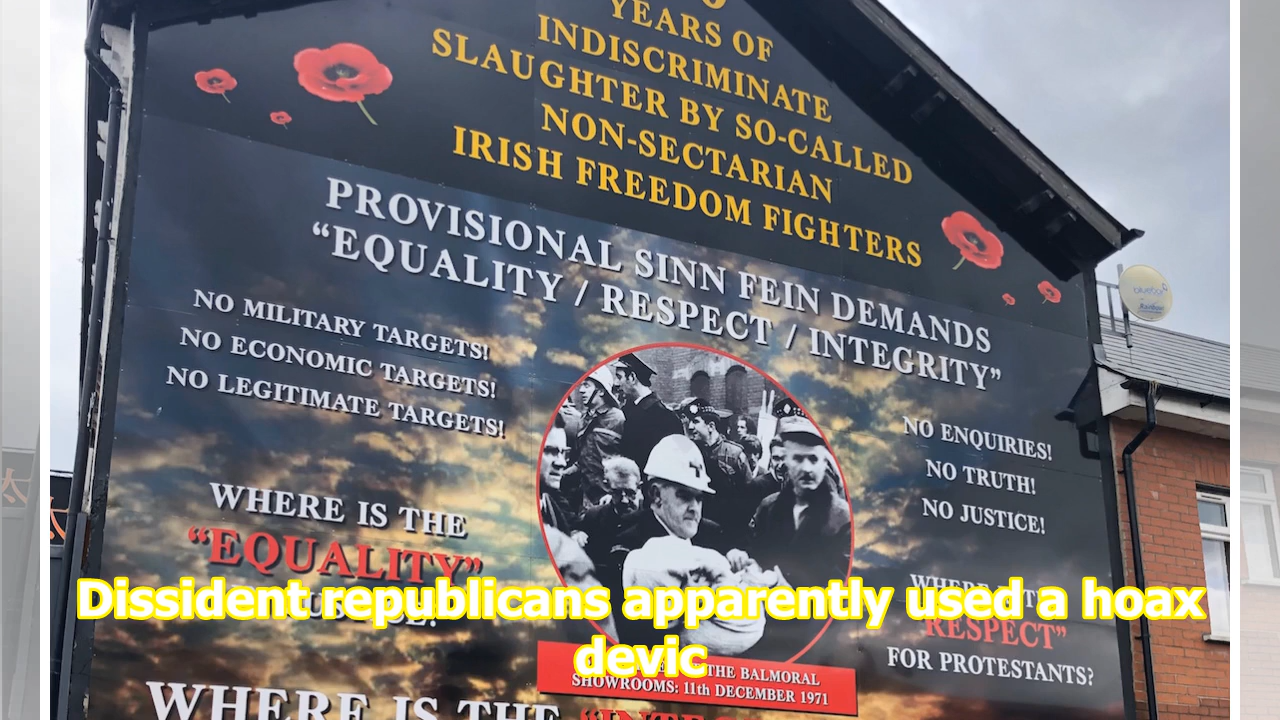 YEARS OF
INDISCRIMINATE
SLAUGHTER BY SO-CALLED
NON-SECTARIAN
IRISH FREEDOM FIGHTERS
PROVISIONAL SINN FEIN DEMANDS
“EQUALITY / RESPECT / INTEGRITY”
NO MILITARY TARGETS!
NO ECONOMIC TARGETS!
NO LEGITIMATE TARGETS!
NO ENQUIRIES!
NO TRUTH!
NO JUSTICE!
WHERE IS THE
“EQUALITY”
“RESPECT”
FOR PROTESTANTS?
Dissident republicans apparently used a hoax
devic
THE BALMORAL
SHOWROOMS: 11th DECEMBER 1971
WHERE IS THE